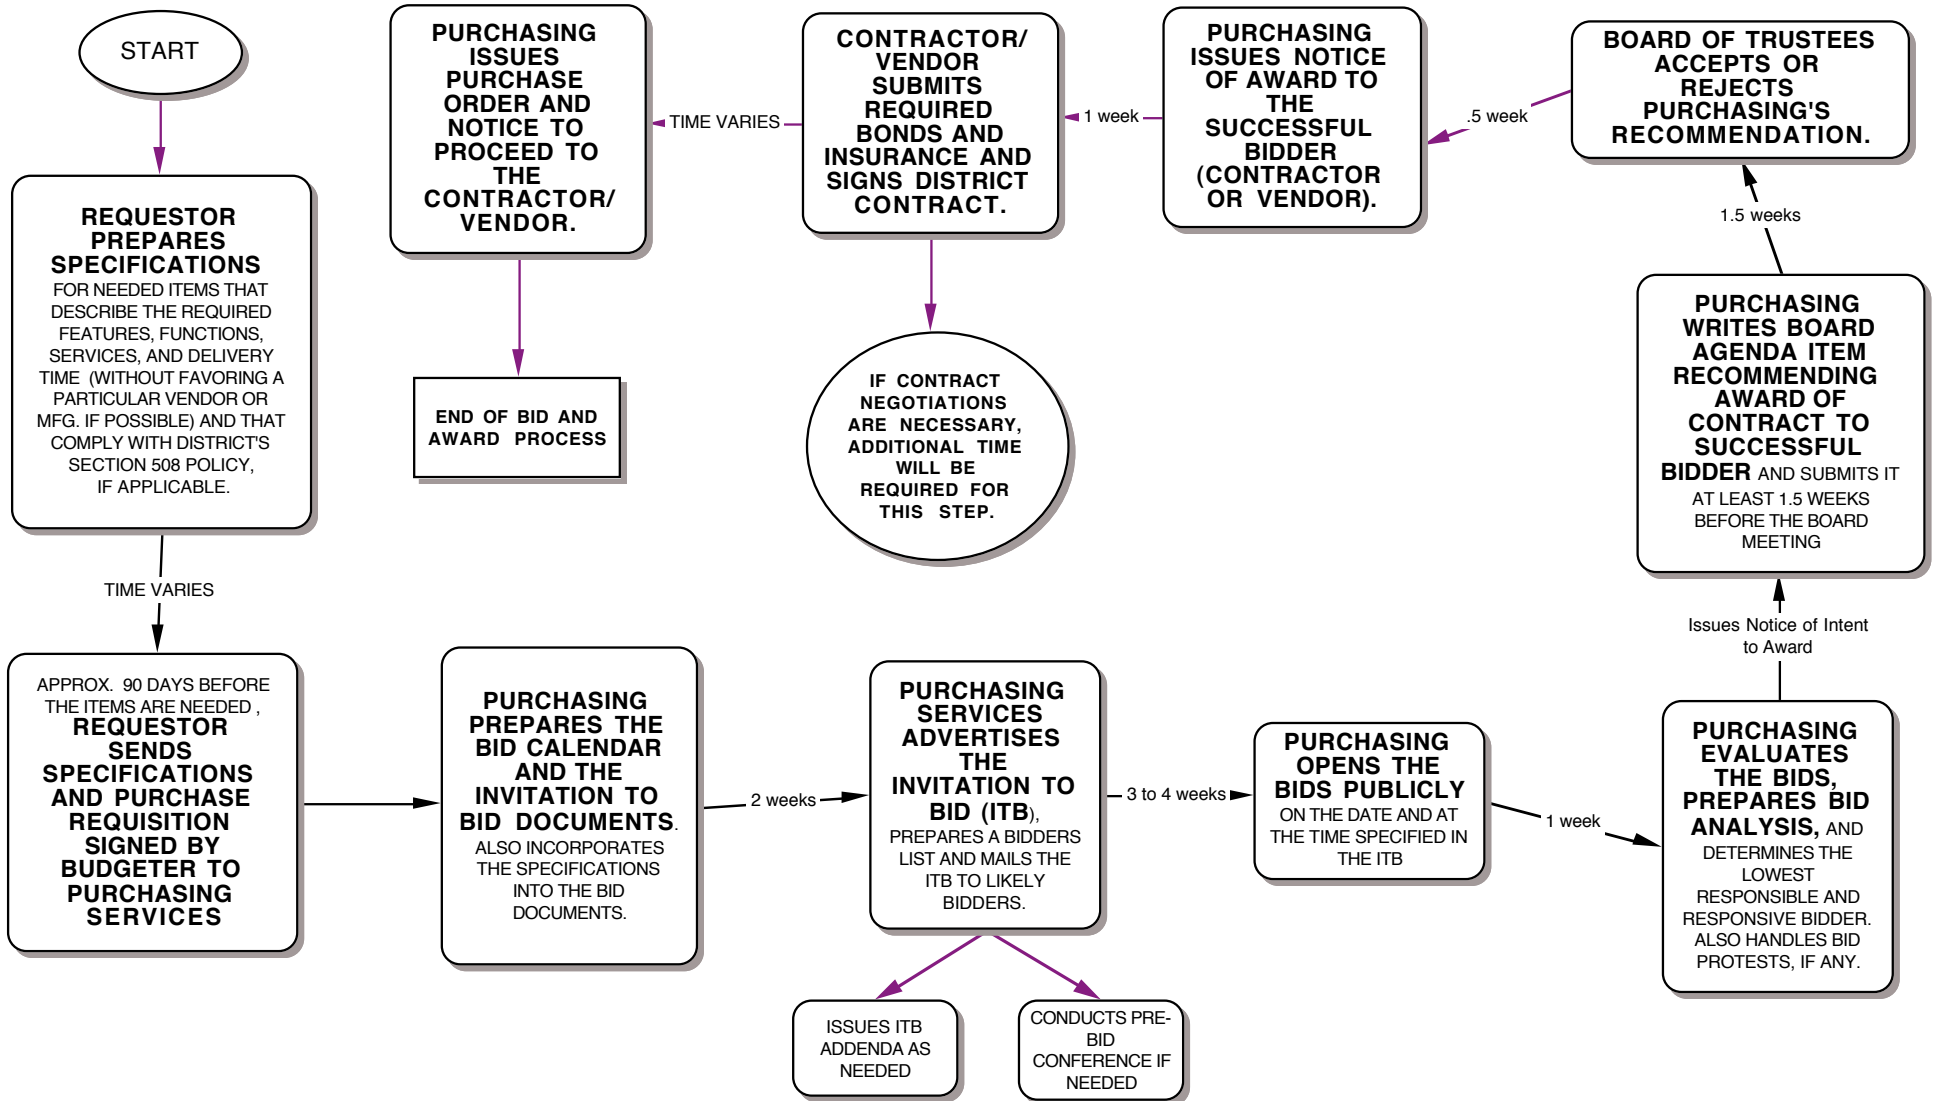 START
REQUESTOR
PREPARES
SPECIFICATIONS
FOR NEEDED ITEMS THAT
DESCRIBE THE REQUIRED
FEATURES, FUNCTIONS,
SERVICES, AND DELIVERY
TIME (WITHOUT FAVORING A
PARTICULAR VENDOR OR
MFG. IF POSSIBLE) AND THAT
COMPLY WITH DISTRICT'S
SECTION 508 POLICY,
IF APPLICABLE.
TIME VARIES
APPROX. 90 DAYS BEFORE
THE ITEMS ARE NEEDED ,
REQUESTOR
SENDS
SPECIFICATIONS
AND PURCHASE
REQUISITION
SIGNED BY
BUDGETER TO
PURCHASING
SERVICES
PURCHASING
PREPARES THE
BID CALENDAR
AND THE
INVITATION TO
BID DOCUMENTS.
ALSO INCORPORATES
THE SPECIFICATIONS
INTO THE BID
DOCUMENTS.
2 weeks
PURCHASING
SERVICES
ADVERTISES
THE
INVITATION TO
BID (ITB),
PREPARES A BIDDERS
LIST AND MAILS THE
ITB TO LIKELY
BIDDERS.
ISSUES ITB
ADDENDA AS
NEEDED
CONDUCTS PRE-
BID
CONFERENCE IF
NEEDED
3 to 4 weeks
PURCHASING
OPENS THE
BIDS PUBLICLY
ON THE DATE AND AT
THE TIME SPECIFIED IN
THE ITB
1 week
PURCHASING
EVALUATES
THE BIDS,
PREPARES BID
ANALYSIS, AND
DETERMINES THE
LOWEST
RESPONSIBLE AND
RESPONSIVE BIDDER.
ALSO HANDLES BID
PROTESTS, IF ANY.
Issues Notice of Intent
to Award
PURCHASING
WRITES BOARD
AGENDA ITEM
RECOMMENDING
AWARD OF
CONTRACT TO
SUCCESSFUL
BIDDER AND SUBMITS IT
AT LEAST 1.5 WEEKS
BEFORE THE BOARD
MEETING
1.5 weeks
BOARD OF TRUSTEES
ACCEPTS OR
REJECTS
PURCHASING'S
RECOMMENDATION.
.5 week
PURCHASING
ISSUES NOTICE
OF AWARD TO
THE
SUCCESSFUL
BIDDER
(CONTRACTOR
OR VENDOR).
1 week
CONTRACTOR/
VENDOR
SUBMITS
REQUIRED
BONDS AND
INSURANCE AND
SIGNS DISTRICT
CONTRACT.
IF CONTRACT
NEGOTIATIONS
ARE NECESSARY,
ADDITIONAL TIME
WILL BE
REQUIRED FOR
THIS STEP.
TIME VARIES
PURCHASING
ISSUES
PURCHASE
ORDER AND
NOTICE TO
PROCEED TO
THE
CONTRACTOR/
VENDOR.
END OF BID AND
AWARD PROCESS